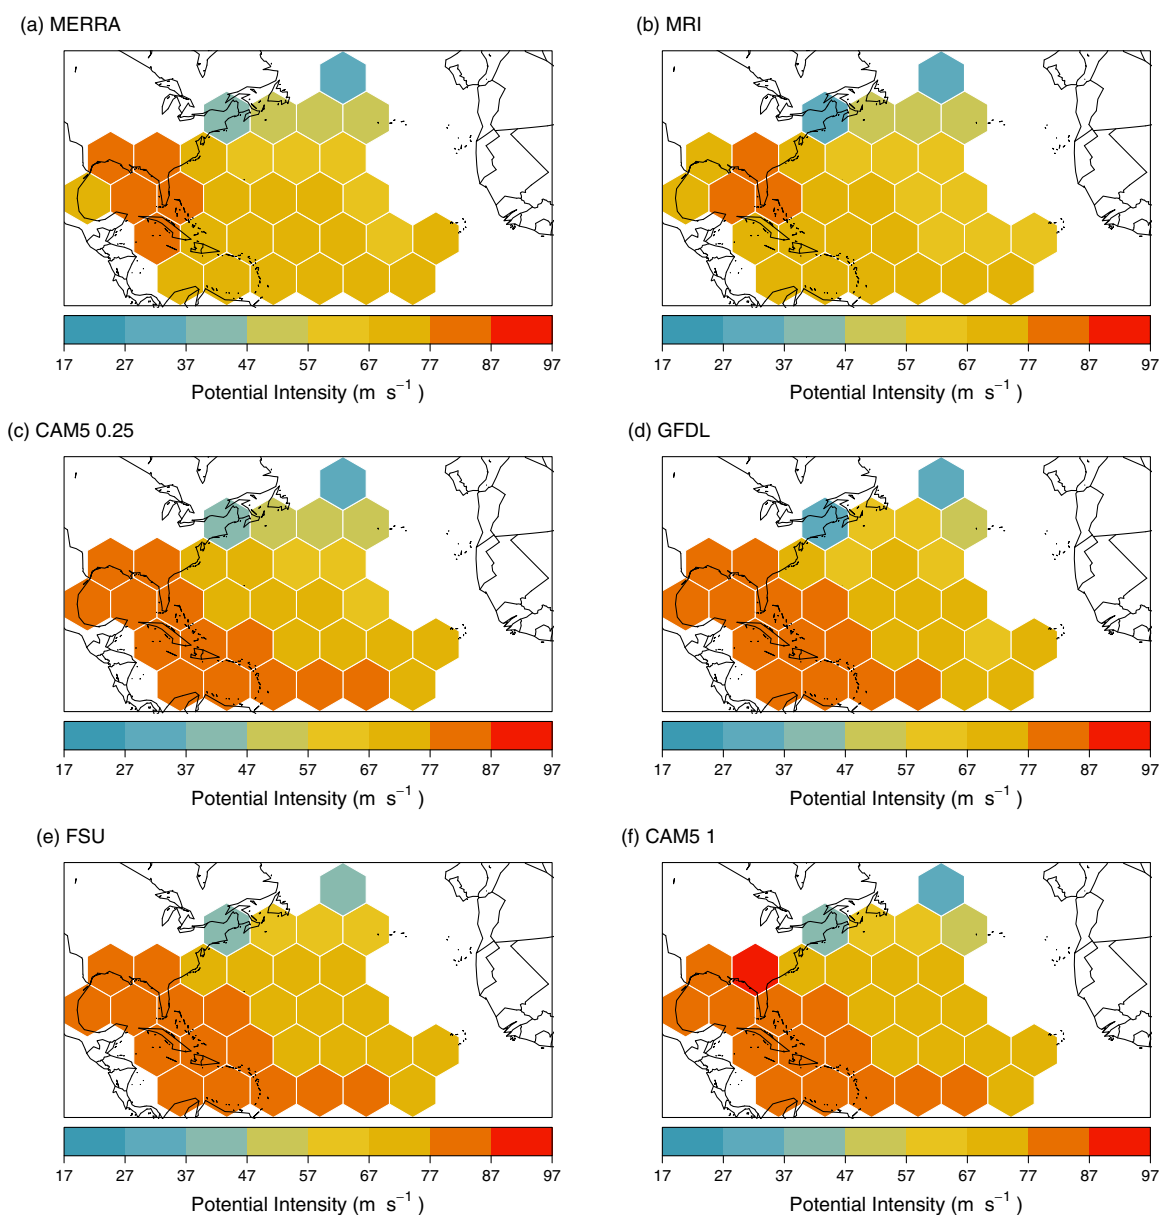 (a) MERRA
(b) MRI
17 27 37 47 57 67 77 87 97
17 27 37 47 57 67 77 87 97
Potential Intensity (m s⁻¹ )
Potential Intensity (m s⁻¹ )
(c) CAM5 0.25
(d) GFDL
17 27 37 47 57 67 77 87 97
17 27 37 47 57 67 77 87 97
Potential Intensity (m s⁻¹ )
Potential Intensity (m s⁻¹ )
(e) FSU
(f) CAM5 1
17 27 37 47 57 67 77 87 97
17 27 37 47 57 67 77 87 97
Potential Intensity (m s⁻¹ )
Potential Intensity (m s⁻¹ )